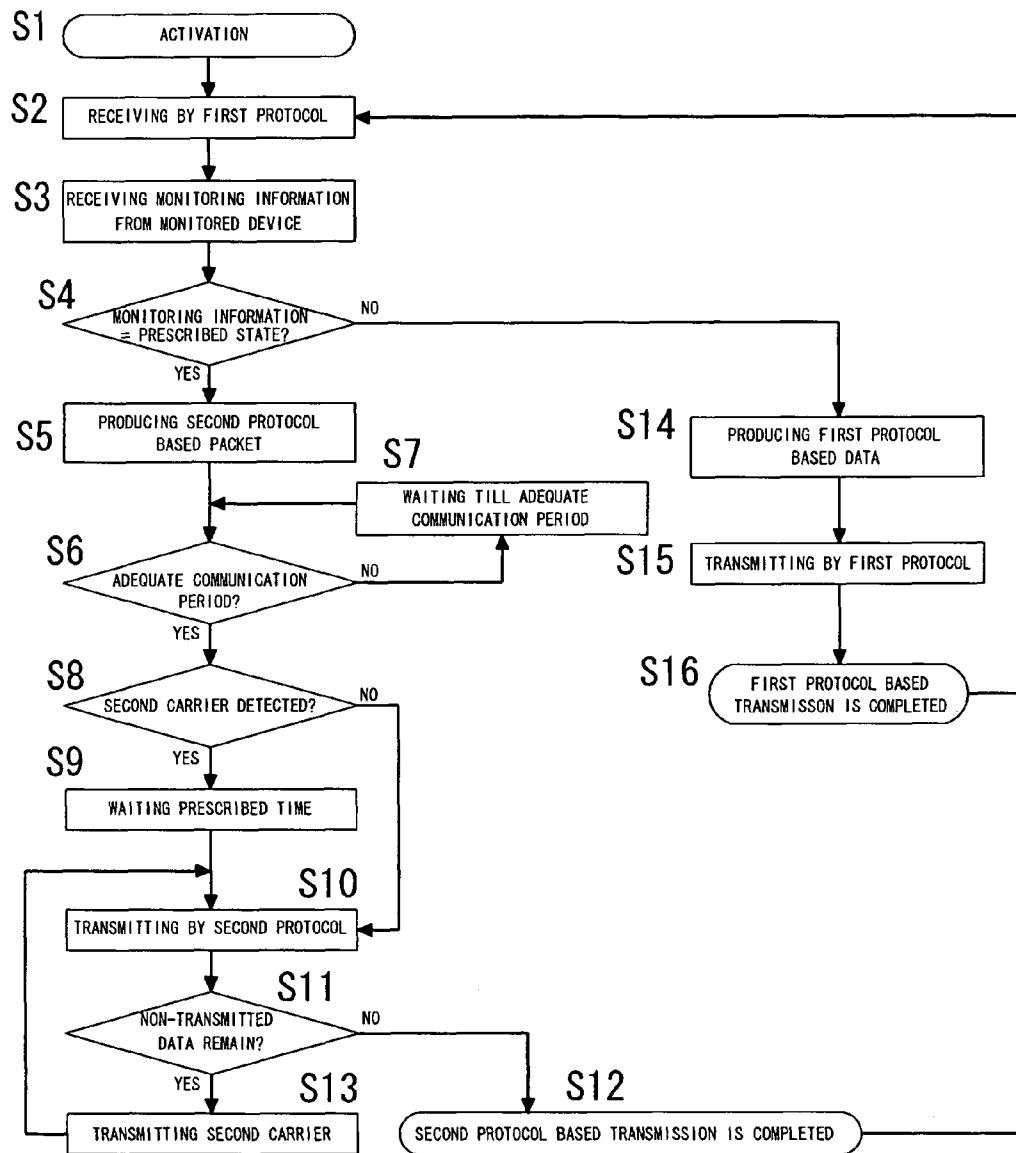 S1
ACTIVATION
S2
RECEIVING BY FIRST PROTOCOL
S3
RECEIVING MONITORING INFORMATION
FROM MONITORED DEVICE
S4
MONITORING INFORMATION
= PRESCRIBED STATE?
NO
YES
S5
PRODUCING SECOND PROTOCOL
BASED PACKET
S7
WAITING TILL ADEQUATE
COMMUNICATION PERIOD
S14
PRODUCING FIRST PROTOCOL
BASED DATA
S6
ADEQUATE COMMUNICATION
PERIOD?
NO
YES
S15
TRANSMITTING BY FIRST PROTOCOL
S8
SECOND CARRIER DETECTED?
NO
YES
S16
FIRST PROTOCOL BASED
TRANSMISSON IS COMPLETED
S9
WAITING PRESCRIBED TIME
S10
TRANSMITTING BY SECOND PROTOCOL
S11
NON-TRANSMITTED
DATA REMAIN?
NO
YES
S13
TRANSMITTING SECOND CARRIER
S12
SECOND PROTOCOL BASED TRANSMISSION IS COMPLETED